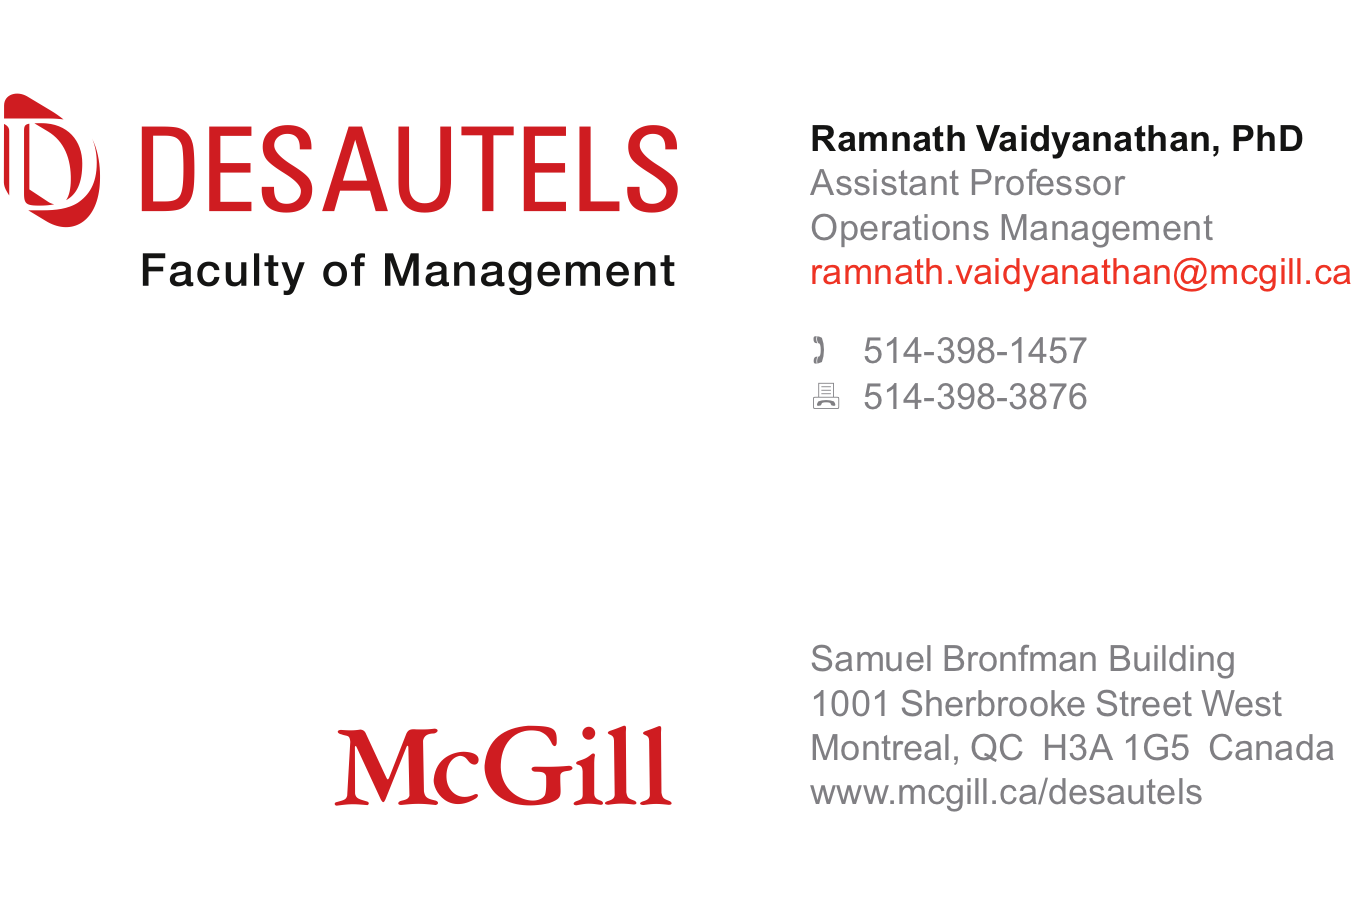 DESAUTELS
Faculty of Management
Ramnath Vaidyanathan, PhD
Assistant Professor
Operations Management
ramnath.vaidyanathan@mcgill.ca
514-398-1457
514-398-3876
McGill
Samuel Bronfman Building
1001 Sherbrooke Street West
Montreal, QC  H3A 1G5  Canada
www.mcgill.ca/desautels